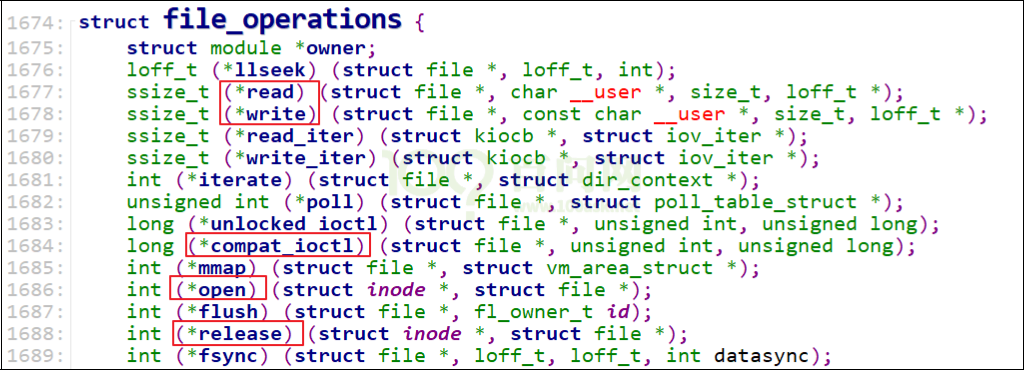 1674: struct file_operations {
1675: struct module *owner;
1676: loff_t (*llseek) (struct file *, loff_t, int);
1677: ssize_t (*read) (struct file *, char __user *, size_t, loff_t *);
1678: ssize_t (*write) (struct file *, const char __user *, size_t, loff_t *);
1679: ssize_t (*read_iter) (struct kiocb *, struct iov_iter *);
1680: ssize_t (*write_iter) (struct kiocb *, struct iov_iter *);
1681: int (*iterate) (struct file *, struct dir_context *);
1682: unsigned int (*poll) (struct file *, struct poll_table_struct *);
1683: long (*unlocked_ioctl) (struct file *, unsigned int, unsigned long);
1684: long (*compat_ioctl) (struct file *, unsigned int, unsigned long);
1685: int (*mmap) (struct file *, struct vm_area_struct *);
1686: int (*open) (struct inode *, struct file *);
1687: int (*flush) (struct file *, fl_owner_t id);
1688: int (*release) (struct inode *, struct file *);
1689: int (*fsync) (struct file *, loff_t, loff_t, int datasync);